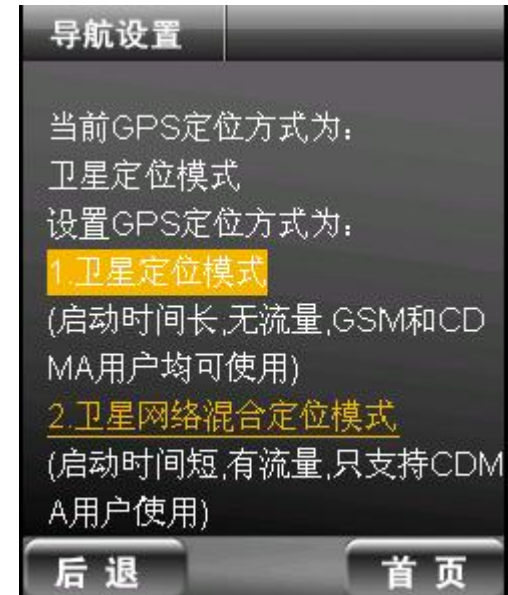 导航设置
当前GPS定位方式为:
卫星定位模式
设置GPS定位方式为:
1.卫星定位模式
(启动时间长,无流量,GSM和CD
MA用户均可使用)
2.卫星网络混合定位模式
(启动时间短,有流量,只支持CDM
A用户使用)
后退
首页